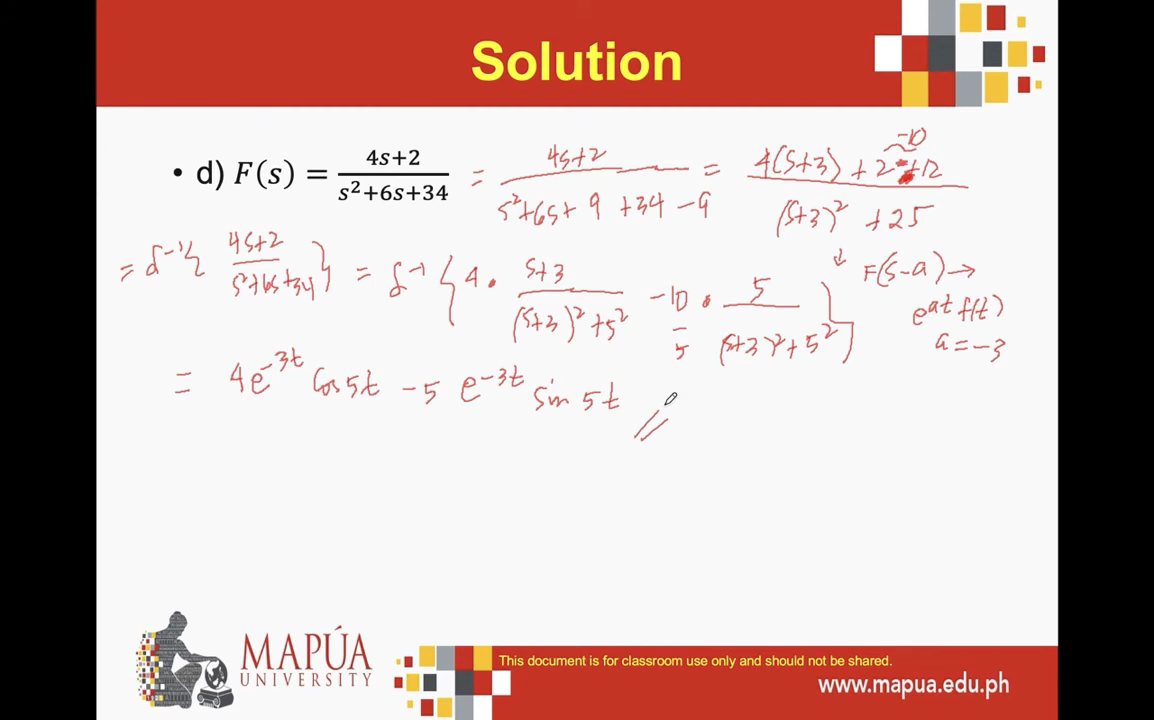 Solution
• d) F(s) = (4s+2)/(s²+6s+34) = (4s+2)/(s²+6s+9+34-9) = (4(s+3)+2-12)/((s+3)²+25)
-10
= ℒ⁻¹{(4s+2)/(s²+6s+34)} = ℒ⁻¹{4 • (s+3)/((s+3)²+5²) -10/5 • 5/((s+3)²+5²)}
↓ F(s-a) →
e^{at} f(t)
a = -3
= 4e^{-3t} cos 5t - 5 e^{-3t} sin 5t //
MAPÚA
UNIVERSITY
This document is for classroom use only and should not be shared.
www.mapua.edu.ph